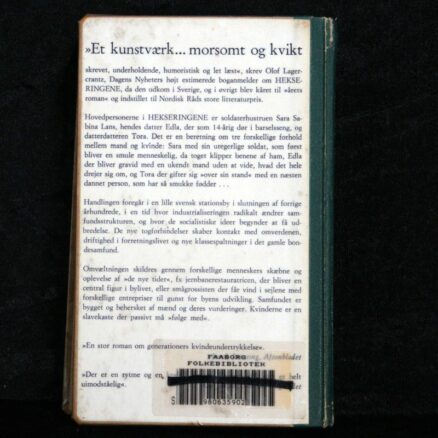 »Et kunstværk... morsomt og kvikt
skrevet, underholdende, humoristisk og let læst«, skrev Olof Lager-
crantz, Dagens Nyheters højt estimerede boganmelder om HEKSE-
RINGENE, da den udkom i Sverige, og i øvrigt blev kåret til »årets
roman« og indstillet til Nordisk Råds store litteraturpris.
Hovedpersonerne i HEKSERINGENE er soldaterhustruen Sara Sa-
bina Lans, hendes datter Edla, der som 14-årig dør i barselsseng, og
dattetdatteren Tora. Det er en beretning om tre forskellige forhold
mellem mand og kvinde: Sara med sin uregerlige soldat, som først
bliver en smule menneskelig, da toget klipper benene af ham, Edla
der bliver gravid med en ukendt mand uden at vide, hvad det hele
drejer sig om, og Tora der gifter sig »over sin stand« med en næsten
dannet person, som har så smukke fødder . . .
Handlingen foregår i en lille svensk stationsby i slutningen af forrige
århundrede, i en tid hvor industrialiseringen radikalt ændrer sam-
fundsstrukturen, og hvor de socialistiske ideer begynder at få ud-
bredelse. De nye togforbindelser skaber kontakt med omverdenen,
driftighed i forretningslivet og nye klassespaltninger i det gamle bon-
desamfund.
Omvæltningen skildres gennem forskellige menneskers skæbne og
oplevelse af »de nye tider«, fx jernbanerestauratricen, der bliver en
central figur i bylivet, eller smågrossisten der får vind i sejlene med
forskellige entrepriser til gunst for byens udvikling. Samfundet er
bygget og behersket af mænd og deres vurderinger. Kvinderne er en
slavekaste der passivt må »følge med«.
»En stor roman om generationers kvindeundertrykkelse«.
Aftonbladet
FAABORG
FOLKEBIBLIOTEK
»Det er en rytme og en
helt
uimodståelig«.
S 960635902